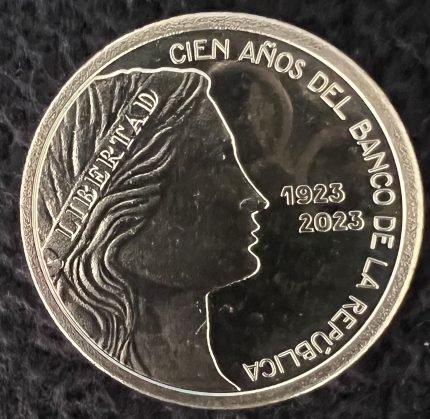 CIEN AÑOS DEL BANCO DE LA REPÚBLICA
LIBERTAD
1923
2023